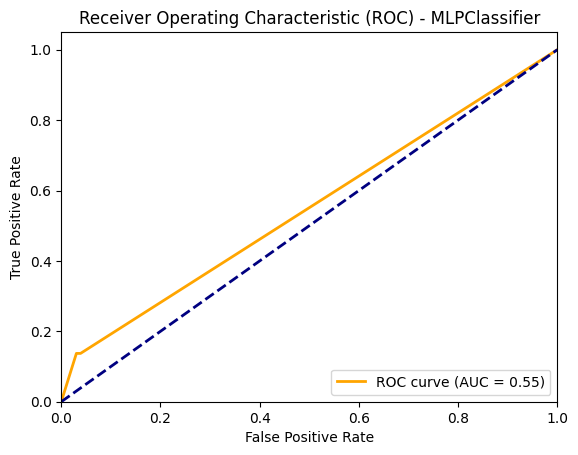 Receiver Operating Characteristic (ROC) - MLPClassifier
1.0
0.8
0.6
0.4
0.2
0.0
True Positive Rate
ROC curve (AUC = 0.55)
0.0 0.2 0.4 0.6 0.8 1.0
False Positive Rate